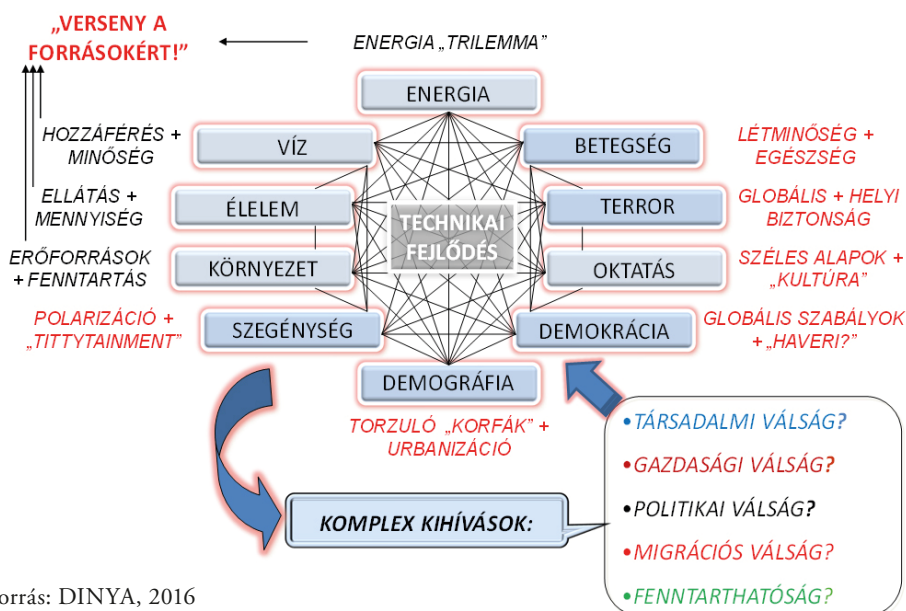 „VERSENY A
FORRÁSOKÉRT!”
ENERGIA „TRILEMMA”
ENERGIA
HOZZÁFÉRÉS +
MINŐSÉG
VÍZ
BETEGSÉG
LÉTMINŐSÉG +
EGÉSZSÉG
ELLÁTÁS +
MENNYISÉG
ÉLELEM
TECHNIKAI
FEJLŐDÉS
TERROR
GLOBÁLIS + HELYI
BIZTONSÁG
ERŐFORRÁSOK
+ FENNTARTÁS
KÖRNYEZET
OKTATÁS
SZÉLES ALAPOK +
„KULTÚRA”
POLARIZÁCIÓ +
„TITTYTAINMENT”
SZEGÉNYSÉG
DEMOKRÁCIA
GLOBÁLIS SZABÁLYOK
+ „HAVERI?”
DEMOGRÁFIA
TORZULÓ „KORFÁK” +
URBANIZÁCIÓ
KOMPLEX KIHÍVÁSOK:
•TÁRSADALMI VÁLSÁG?
•GAZDASÁGI VÁLSÁG?
•POLITIKAI VÁLSÁG?
•MIGRÁCIÓS VÁLSÁG?
•FENNTARTHATÓSÁG?
orrás: DINYA, 2016